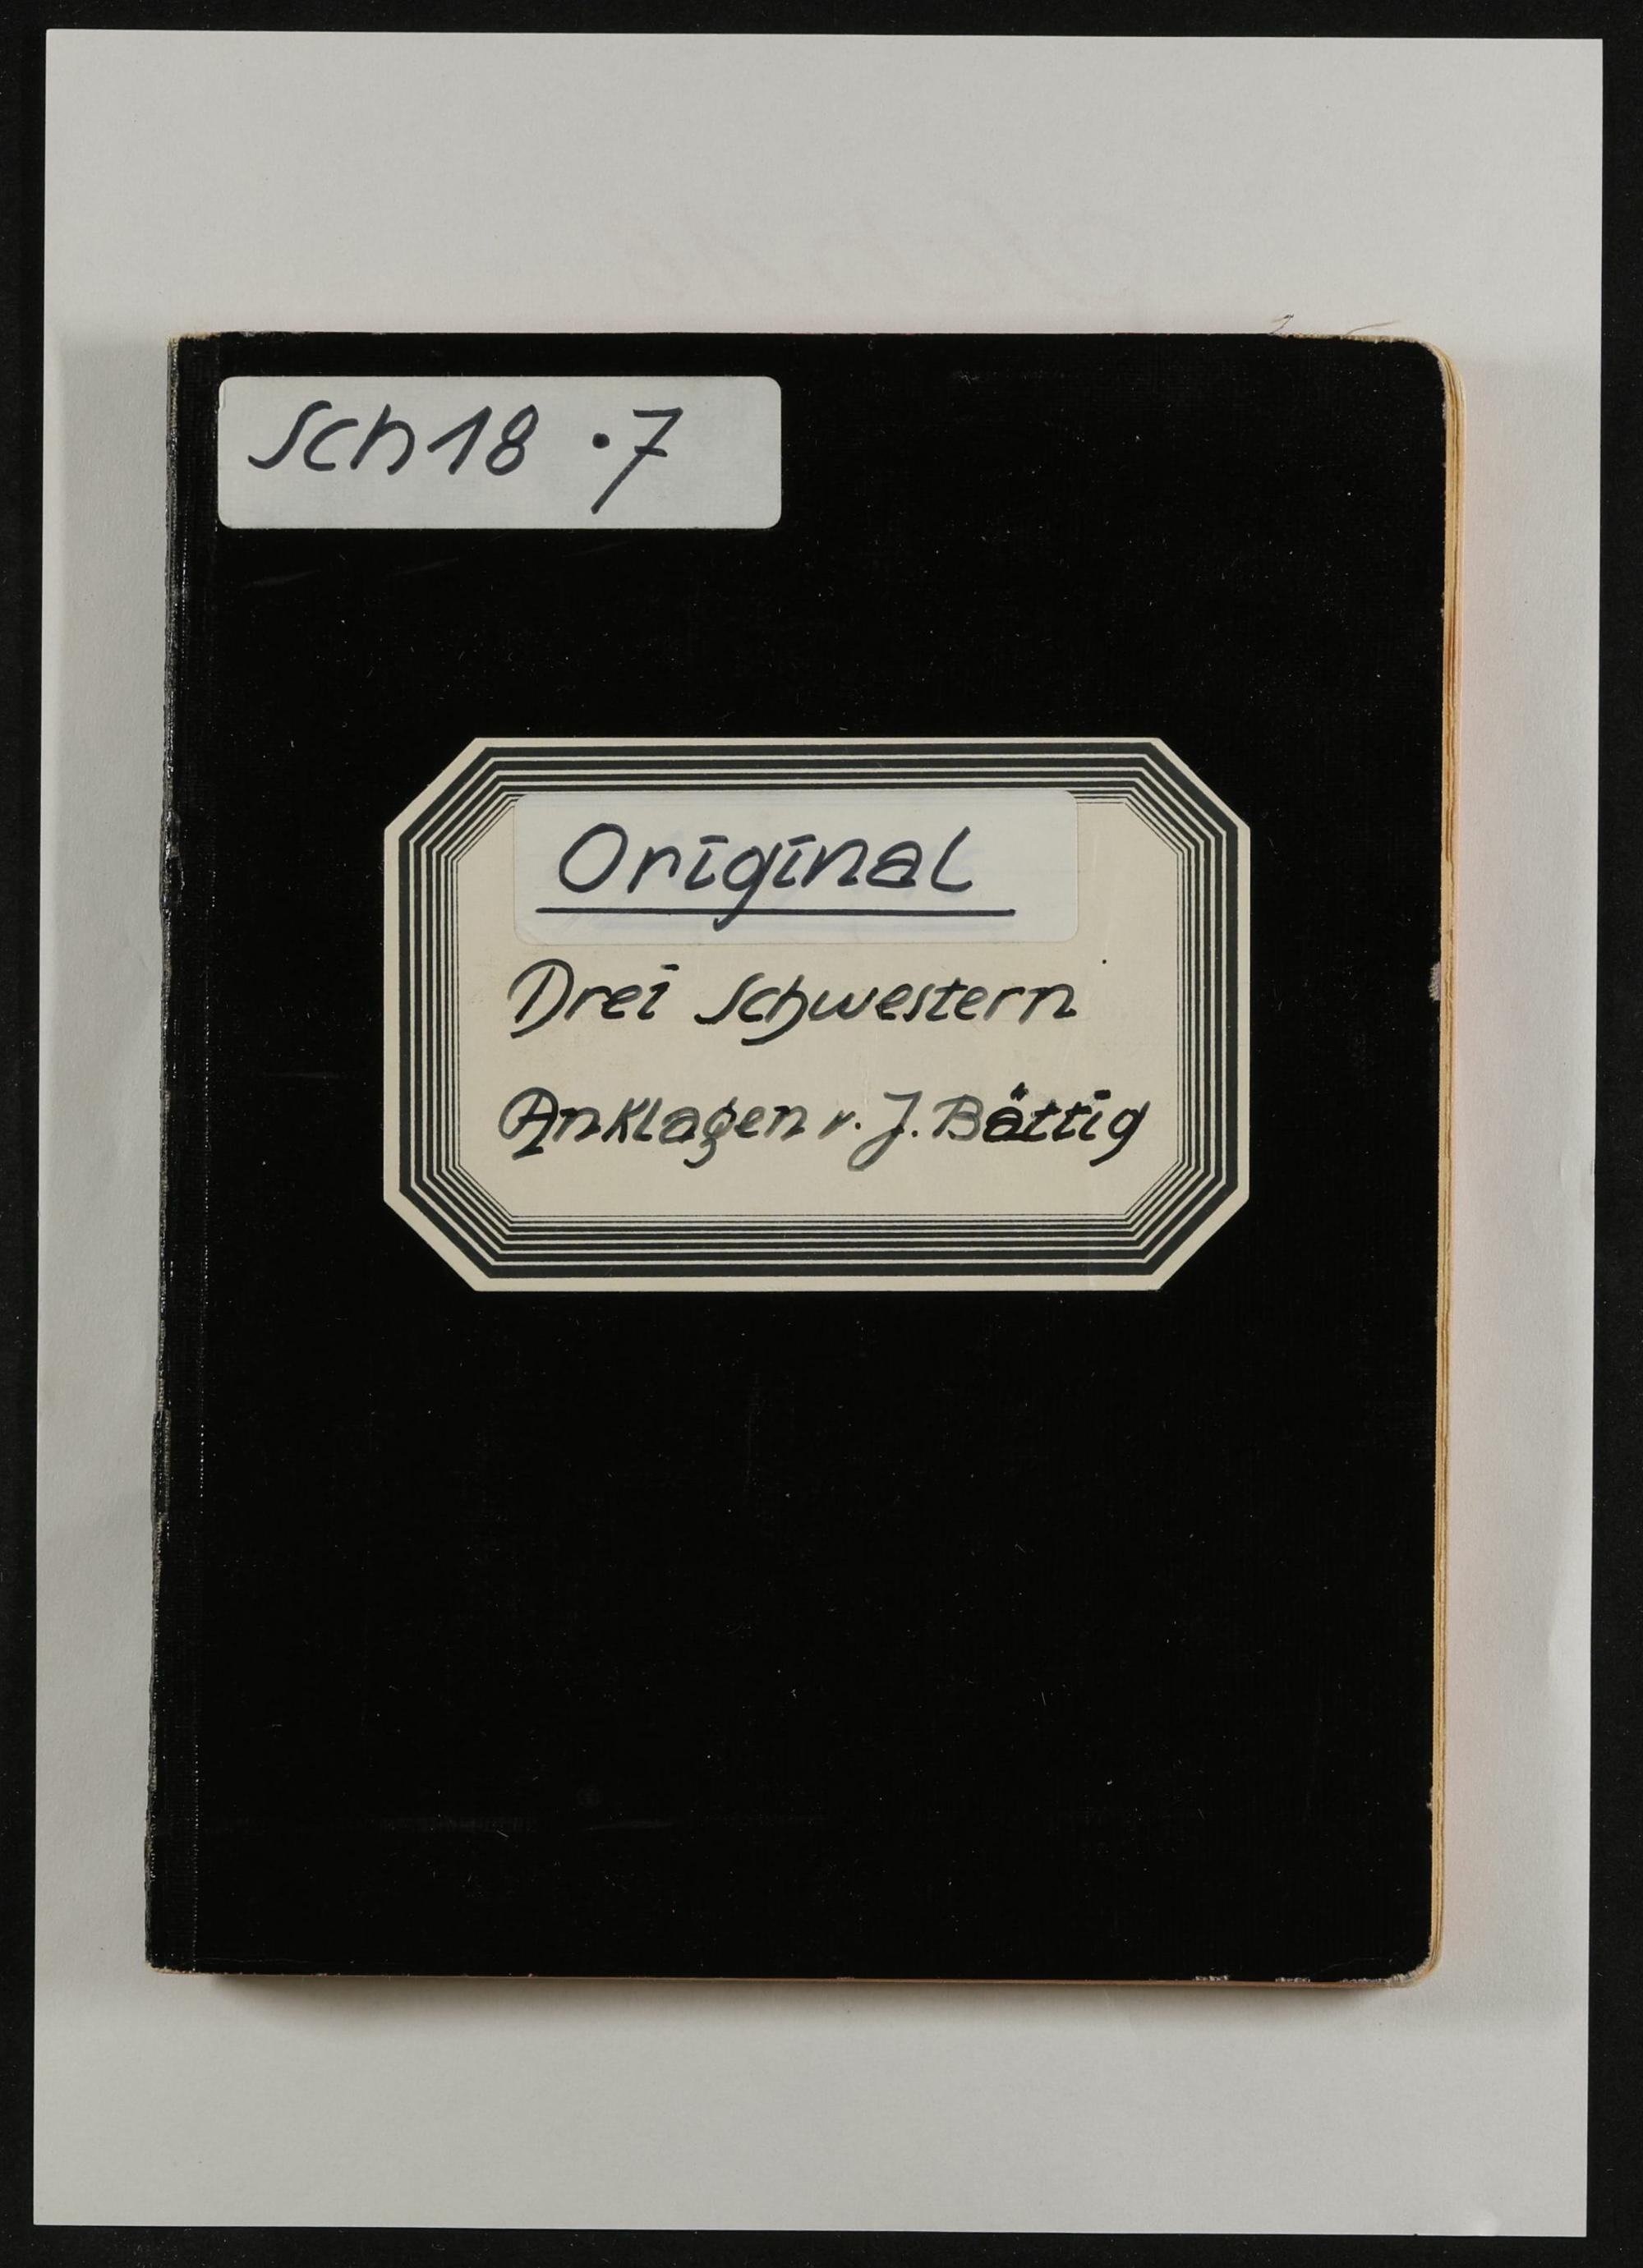 Sch 18 · 7
Original
Drei Schwestern
Anklagen v. J. Bättig